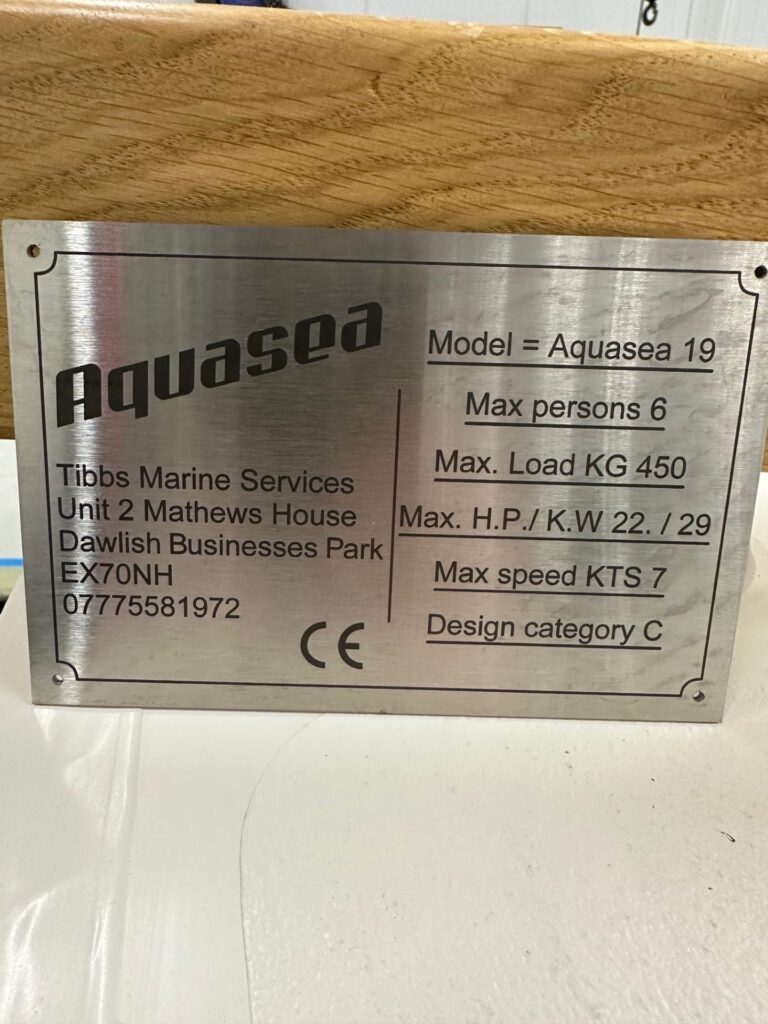 Aquasea
Tibbs Marine Services
Unit 2 Mathews House
Dawlish Businesses Park
EX70NH
07775581972
CE
Model = Aquasea 19
Max persons 6
Max. Load KG 450
Max. H.P./ K.W 22. / 29
Max speed KTS 7
Design category C